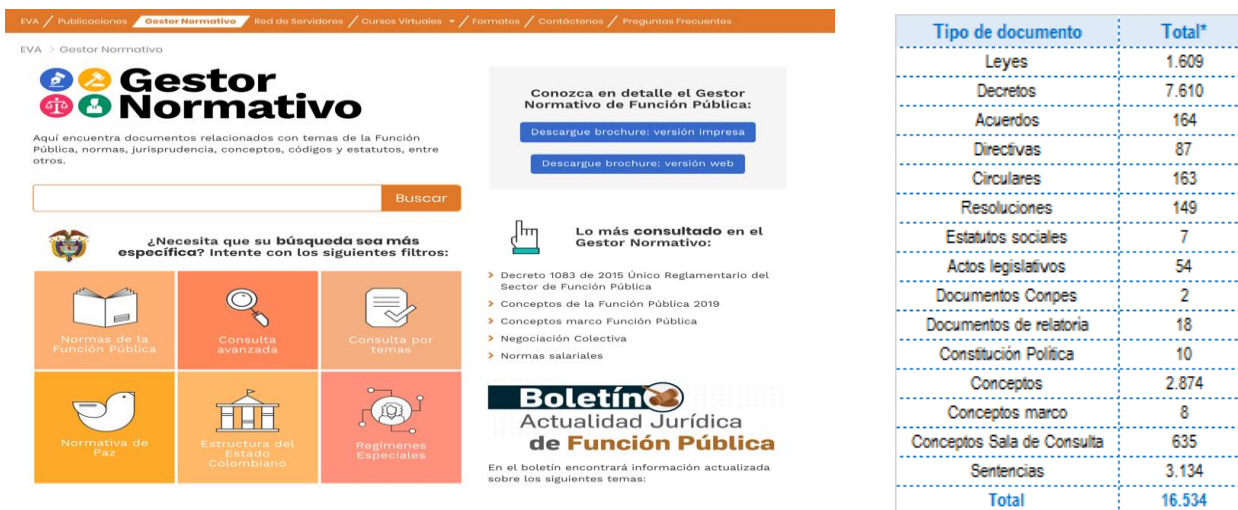 EVA / Publicaciones / Gestor Normativo / Red de Servidores / Cursos Virtuales / Formatos / Contáctenos / Preguntas Frecuentes
EVA > Gestor Normativo
Gestor
Normativo
Aquí encuentra documentos relacionados con temas de la Función
Pública, normas, jurisprudencia, conceptos, códigos y estatutos, entre
otros.
Buscar
¿Necesita que su búsqueda sea más
específica? Intente con los siguientes filtros:
Normas de la
Función Pública
Consulta
avanzada
Consulta por
temas
Normativa de
Paz
Estructura del
Estado
Colombiano
Regímenes
Especiales
Conozca en detalle el Gestor
Normativo de Función Pública:
Descargue brochure: versión impresa
Descargue brochure: versión web
Lo más consultado en el
Gestor Normativo:
Decreto 1083 de 2015 Único Reglamentario del
Sector de Función Pública
Conceptos de la Función Pública 2019
Conceptos marco Función Pública
Negociación Colectiva
Normas salariales
Boletín
Actualidad Jurídica
de Función Pública
En el boletín encontrará información actualizada
sobre los siguientes temas:
Tipo de documento Total*
Leyes 1.609
Decretos 7.610
Acuerdos 164
Directivas 87
Circulares 163
Resoluciones 149
Estatutos sociales 7
Actos legislativos 54
Documentos Conpes 2
Documentos de relatoria 18
Constitución Política 10
Conceptos 2.874
Conceptos marco 8
Conceptos Sala de Consulta 635
Sentencias 3.134
Total 16.534